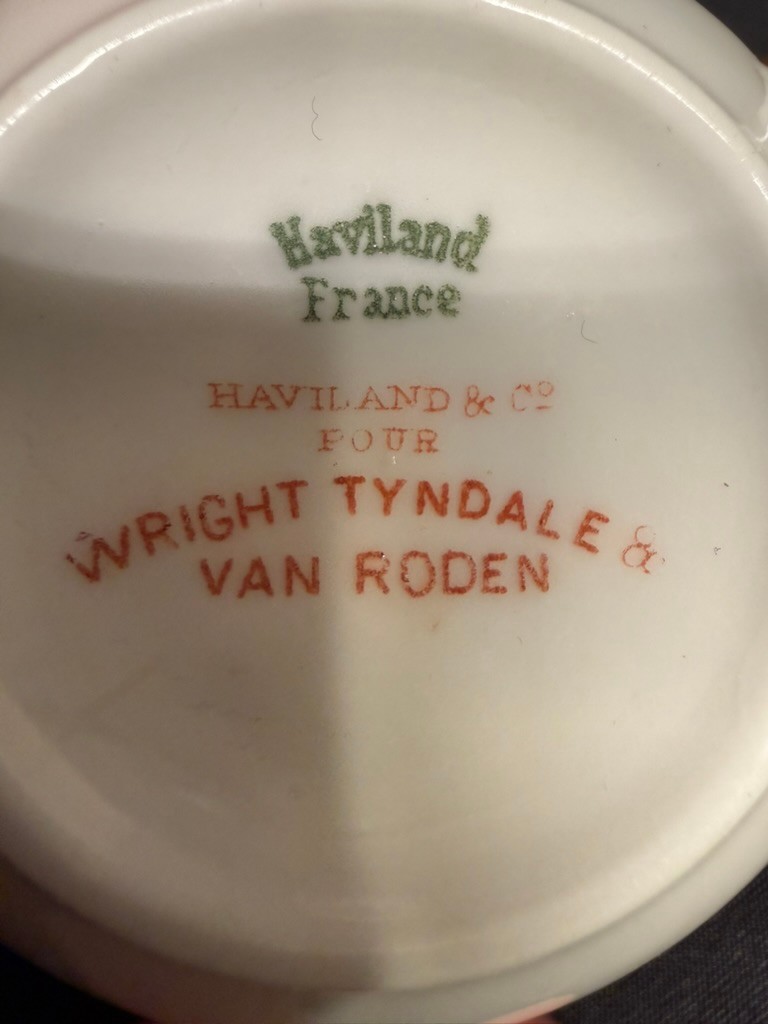 Haviland
France
HAVILAND & Cº
POUR
WRIGHT TYNDALE &
VAN RODEN